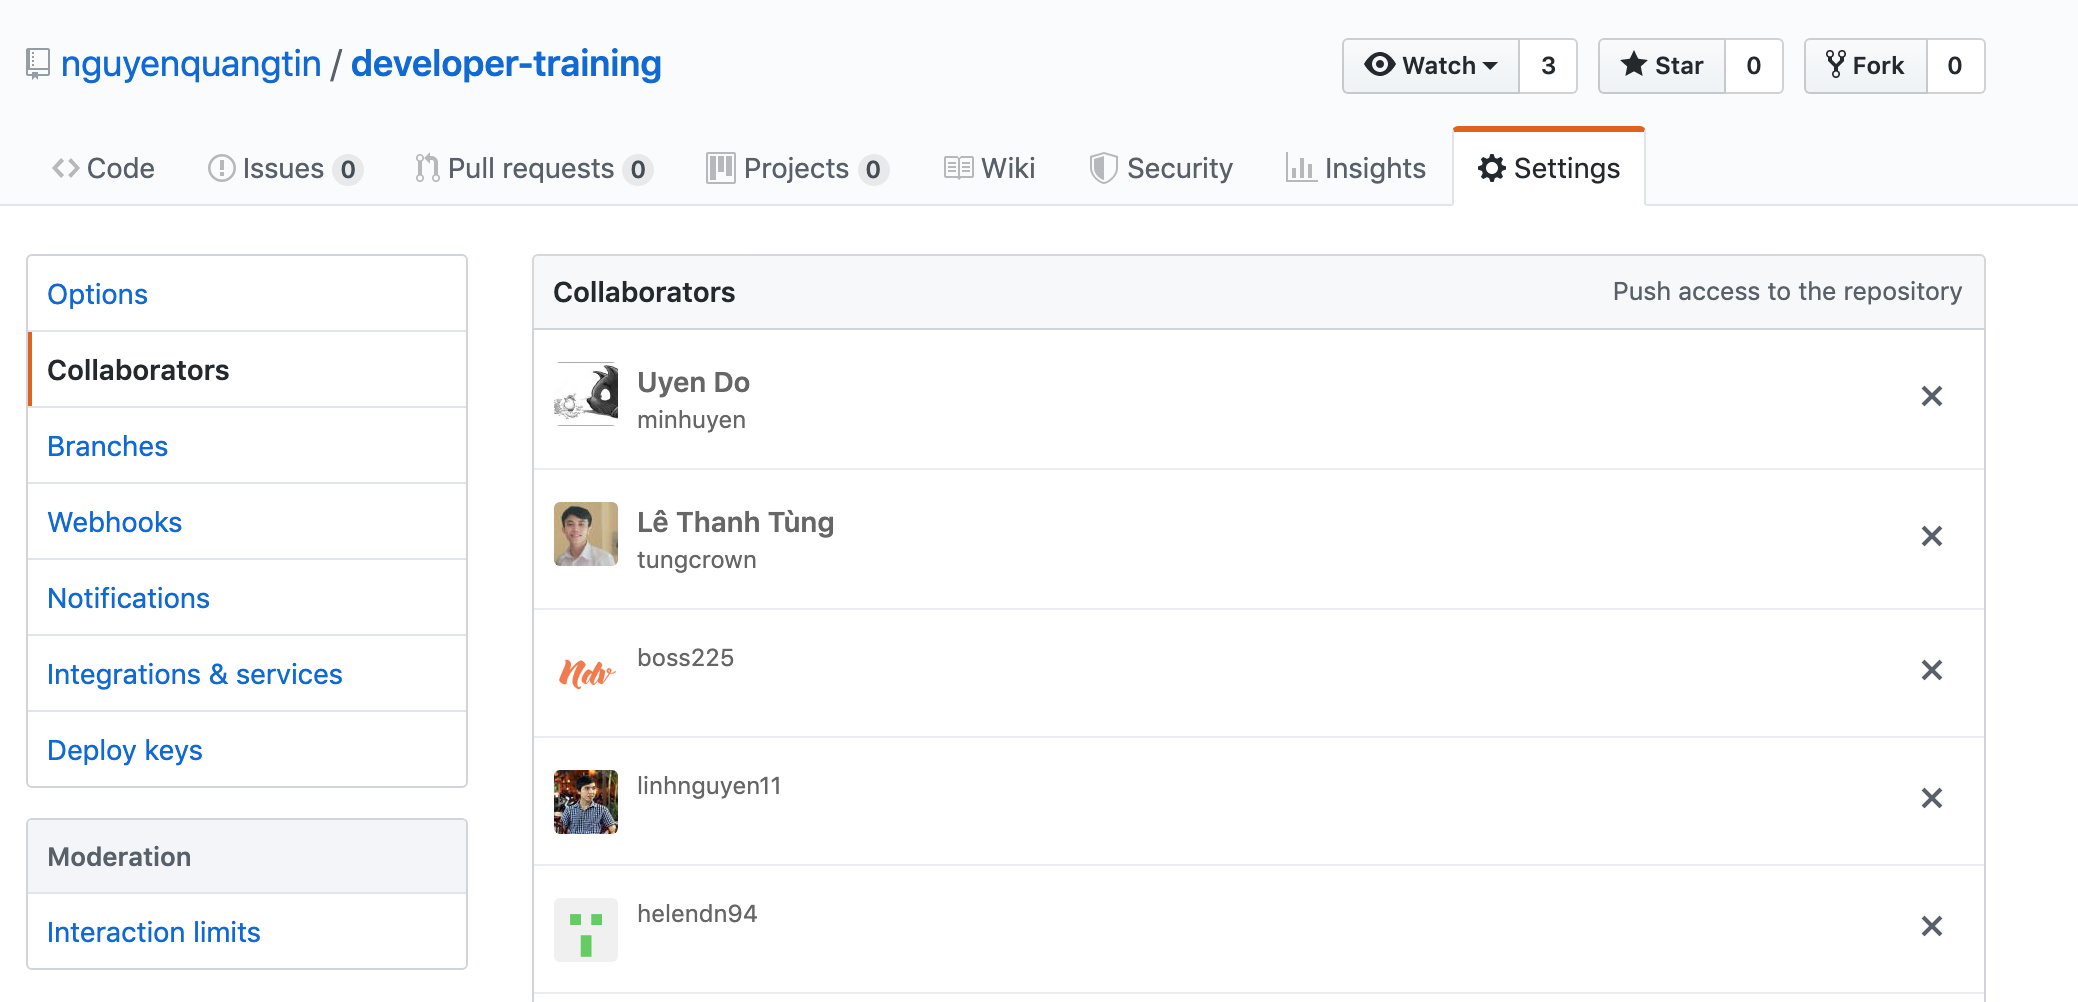 nguyenquangtin / developer-training
Watch 3
Star 0
Fork 0
Code
Issues 0
Pull requests 0
Projects 0
Wiki
Security
Insights
Settings
Options
Collaborators
Branches
Webhooks
Notifications
Integrations & services
Deploy keys
Moderation
Interaction limits
Collaborators
Push access to the repository
Uyen Do
minhuyen
Lê Thanh Tùng
tungcrown
Ndv
boss225
linhnguyen11
helendn94